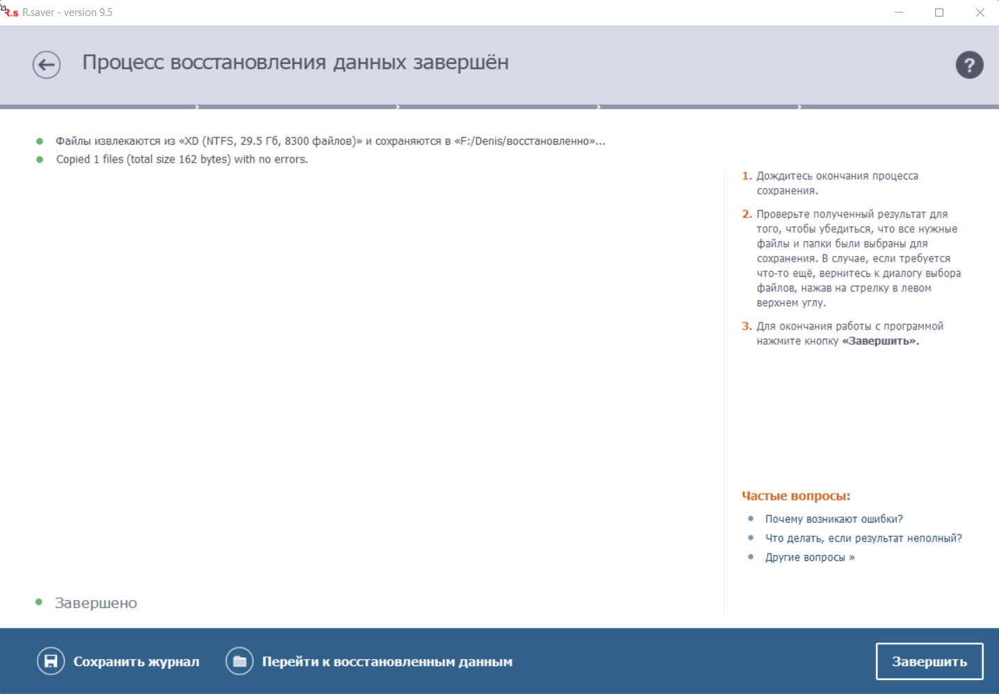 R.s R.saver - version 9.5
Процесс восстановления данных завершён
?
Файлы извлекаются из «XD (NTFS, 29.5 Гб, 8300 файлов)» и сохраняются в «F:/Denis/восстановленно»...
Copied 1 files (total size 162 bytes) with no errors.
1. Дождитесь окончания процесса
сохранения.
2. Проверьте полученный результат для
того, чтобы убедиться, что все нужные
файлы и папки были выбраны для
сохранения. В случае, если требуется
что-то ещё, вернитесь к диалогу выбора
файлов, нажав на стрелку в левом
верхнем углу.
3. Для окончания работы с программой
нажмите кнопку «Завершить».
Частые вопросы:
Почему возникают ошибки?
Что делать, если результат неполный?
Другие вопросы »
Завершено
Сохранить журнал
Перейти к восстановленным данным
Завершить